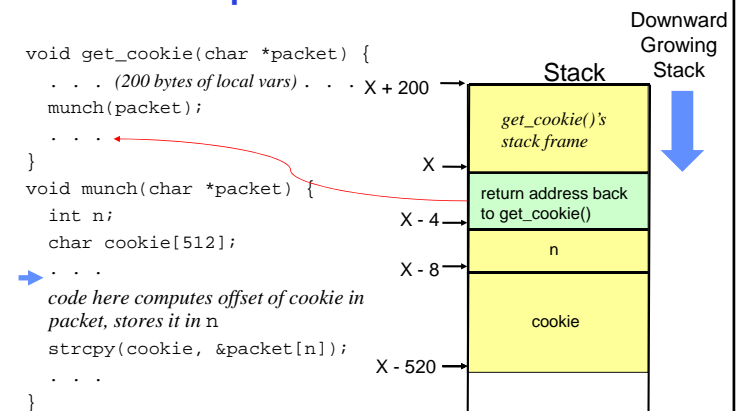 void get_cookie(char *packet) {
. . . (200 bytes of local vars) . . .
munch(packet);
. . .
}
void munch(char *packet) {
int n;
char cookie[512];
. . .
code here computes offset of cookie in
packet, stores it in n
strcpy(cookie, &packet[n]);
. . .
}
Downward
Growing
Stack
Stack
X + 200
get_cookie()'s
stack frame
X
return address back
to get_cookie()
X - 4
n
X - 8
cookie
X - 520